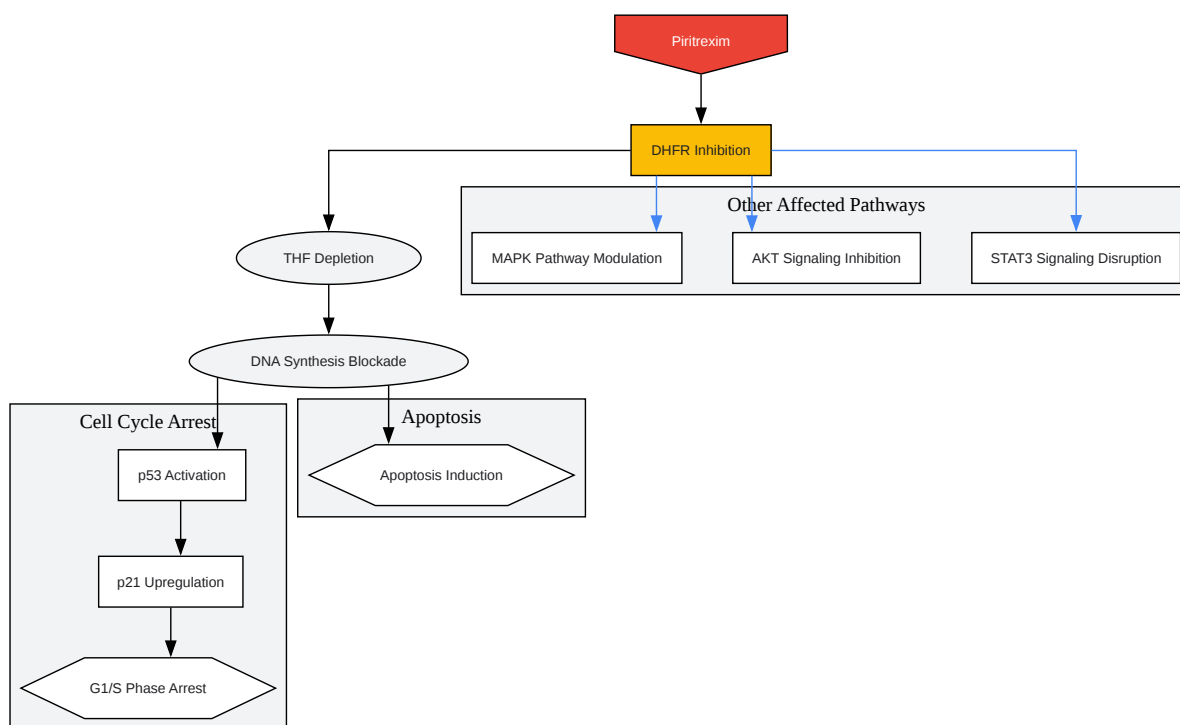 Piritrexim
DHFR Inhibition
Other Affected Pathways
THF Depletion
MAPK Pathway Modulation
AKT Signaling Inhibition
STAT3 Signaling Disruption
DNA Synthesis Blockade
Cell Cycle Arrest
Apoptosis
p53 Activation
Apoptosis Induction
p21 Upregulation
G1/S Phase Arrest